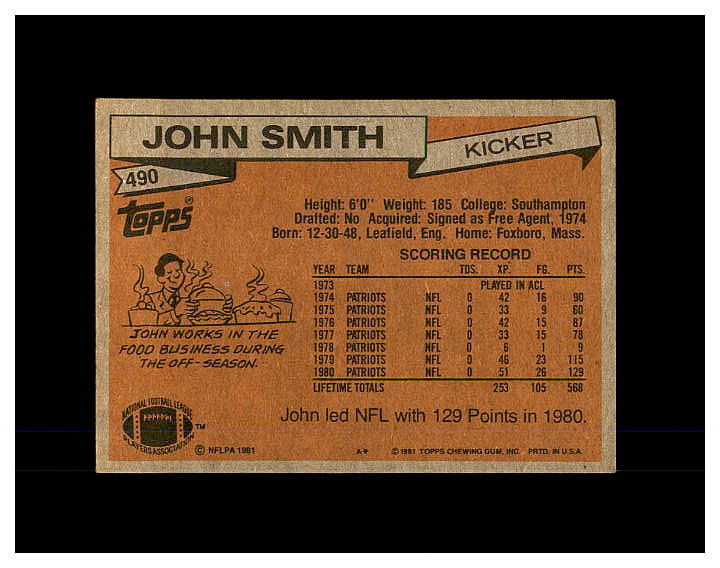 JOHN SMITH
KICKER
490
Topps®
Height: 6'0" Weight: 185 College: Southampton
Drafted: No Acquired: Signed as Free Agent, 1974
Born: 12-30-48, Leafield, Eng. Home: Foxboro, Mass.
SCORING RECORD
YEAR TEAM TDS. XP. FG. PTS.
1973 PLAYED IN ACL
1974 PATRIOTS NFL 0 42 16 90
1975 PATRIOTS NFL 0 33 9 60
1976 PATRIOTS NFL 0 42 15 87
1977 PATRIOTS NFL 0 33 15 78
1978 PATRIOTS NFL 0 6 1 9
1979 PATRIOTS NFL 0 46 23 115
1980 PATRIOTS NFL 0 51 26 129
LIFETIME TOTALS 253 105 568
JOHN WORKS IN THE
FOOD BUSINESS DURING
THE OFF-SEASON.
John led NFL with 129 Points in 1980.
NATIONAL FOOTBALL LEAGUE
PLAYERS ASSOCIATION
TM
© NFLPA 1981
A* © 1981 TOPPS CHEWING GUM, INC. PRTD. IN U.S.A.